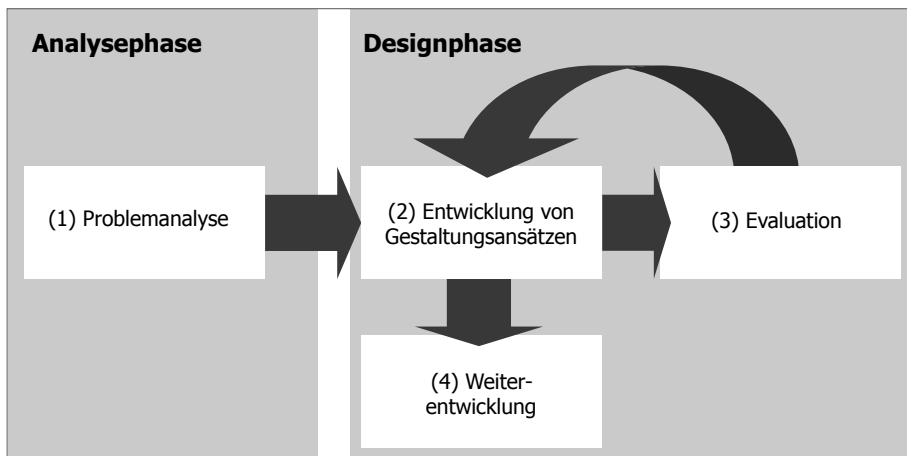 Analysephase
Designphase
(1) Problemanalyse
(2) Entwicklung von
Gestaltungsansätzen
(3) Evaluation
(4) Weiter-
entwicklung